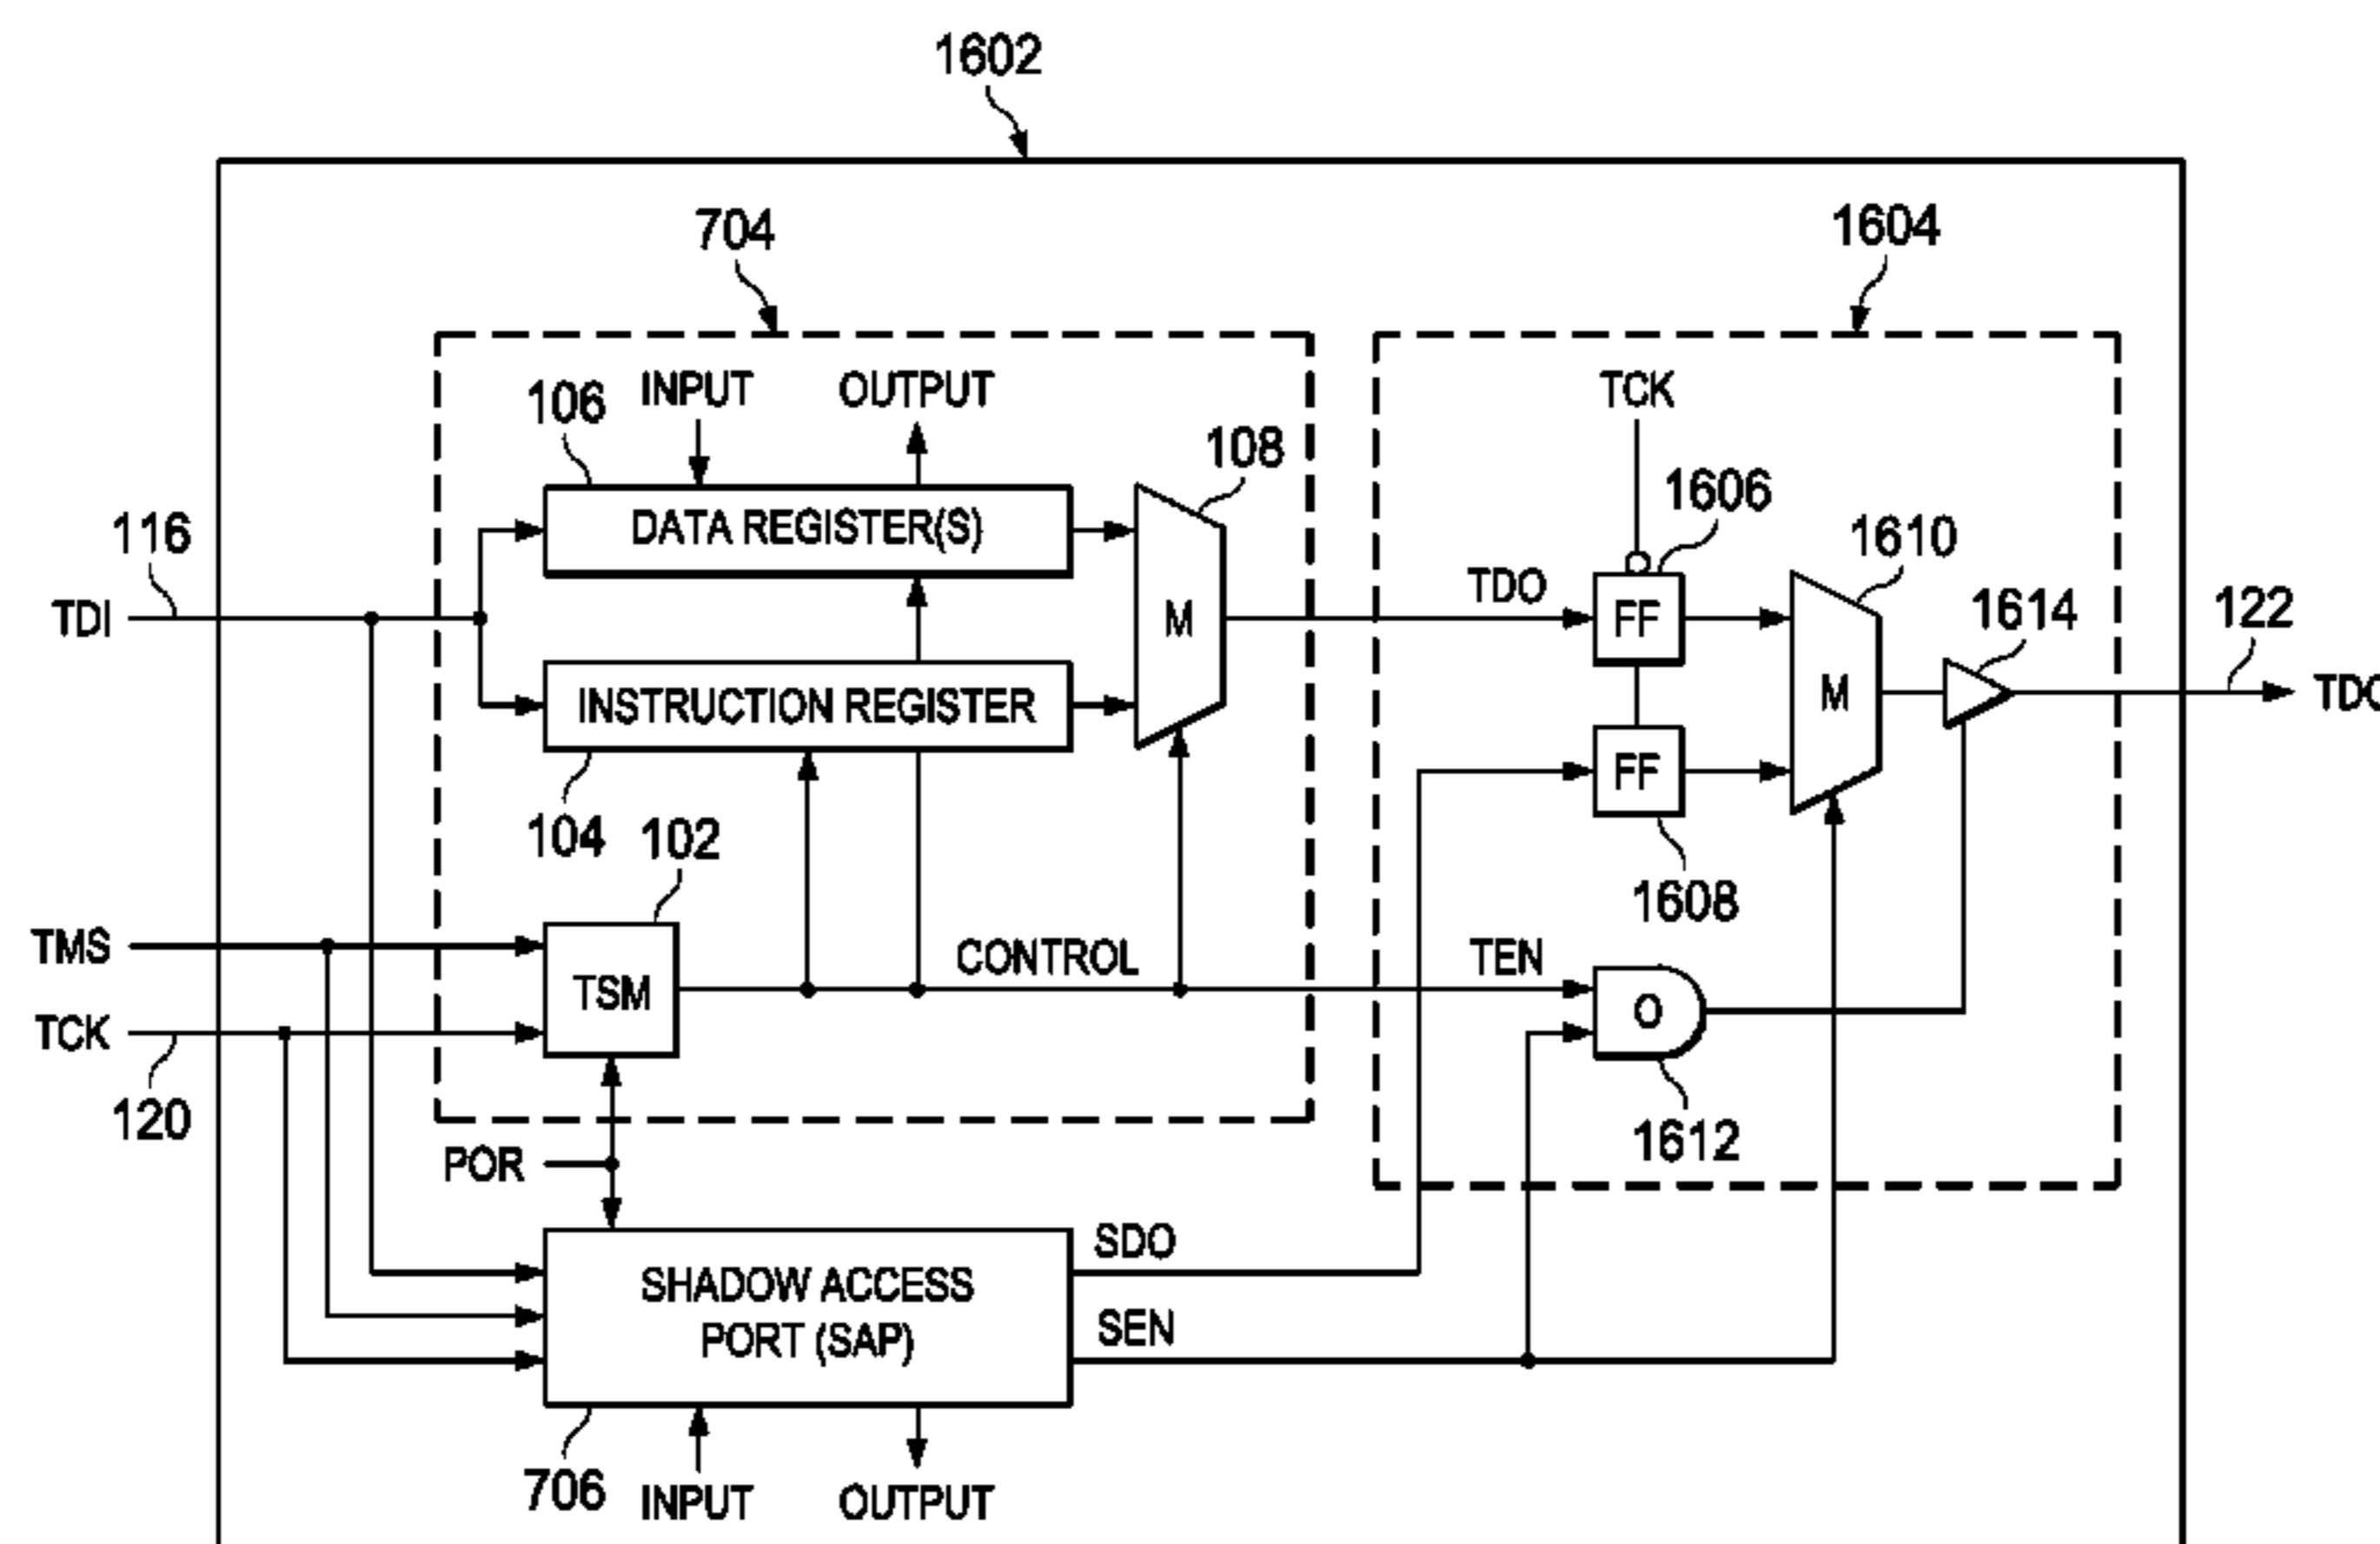 1602
704
1604
INPUT
OUTPUT
TCK
106
108
1606
DATA REGISTER(S)
1610
116
TDI
TDO
FF
M
M
1614
122
INSTRUCTION REGISTER
FF
104
102
1608
TMS
TSM
CONTROL
TEN
O
TCK
120
POR
1612
SHADOW ACCESS
PORT (SAP)
SDO
SEN
706
INPUT
OUTPUT